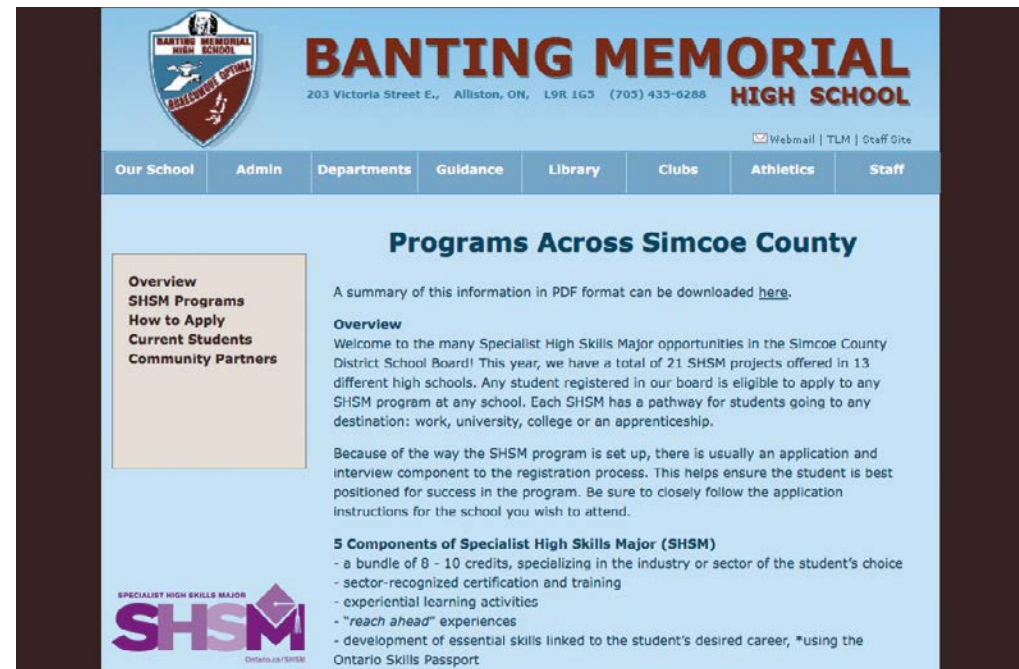 BANTING MEMORIAL
HIGH SCHOOL
QUAECUMQUE OPTIMA
BANTING MEMORIAL
HIGH SCHOOL
203 Victoria Street E., Alliston, ON, L9R 1G5 (705) 435-6288
Webmail | TLM | Staff Site
Our School Admin Departments Guidance Library Clubs Athletics Staff
Programs Across Simcoe County
Overview
SHSM Programs
How to Apply
Current Students
Community Partners
A summary of this information in PDF format can be downloaded here.
Overview
Welcome to the many Specialist High Skills Major opportunities in the Simcoe County
District School Board! This year, we have a total of 21 SHSM projects offered in 13
different high schools. Any student registered in our board is eligible to apply to any
SHSM program at any school. Each SHSM has a pathway for students going to any
destination: work, university, college or an apprenticeship.
Because of the way the SHSM program is set up, there is usually an application and
interview component to the registration process. This helps ensure the student is best
positioned for success in the program. Be sure to closely follow the application
instructions for the school you wish to attend.
5 Components of Specialist High Skills Major (SHSM)
- a bundle of 8 - 10 credits, specializing in the industry or sector of the student's choice
- sector-recognized certification and training
- experiential learning activities
- "reach ahead" experiences
- development of essential skills linked to the student's desired career, *using the
Ontario Skills Passport
SPECIALIST HIGH SKILLS MAJOR
SHSM
Ontario.ca/SHSM